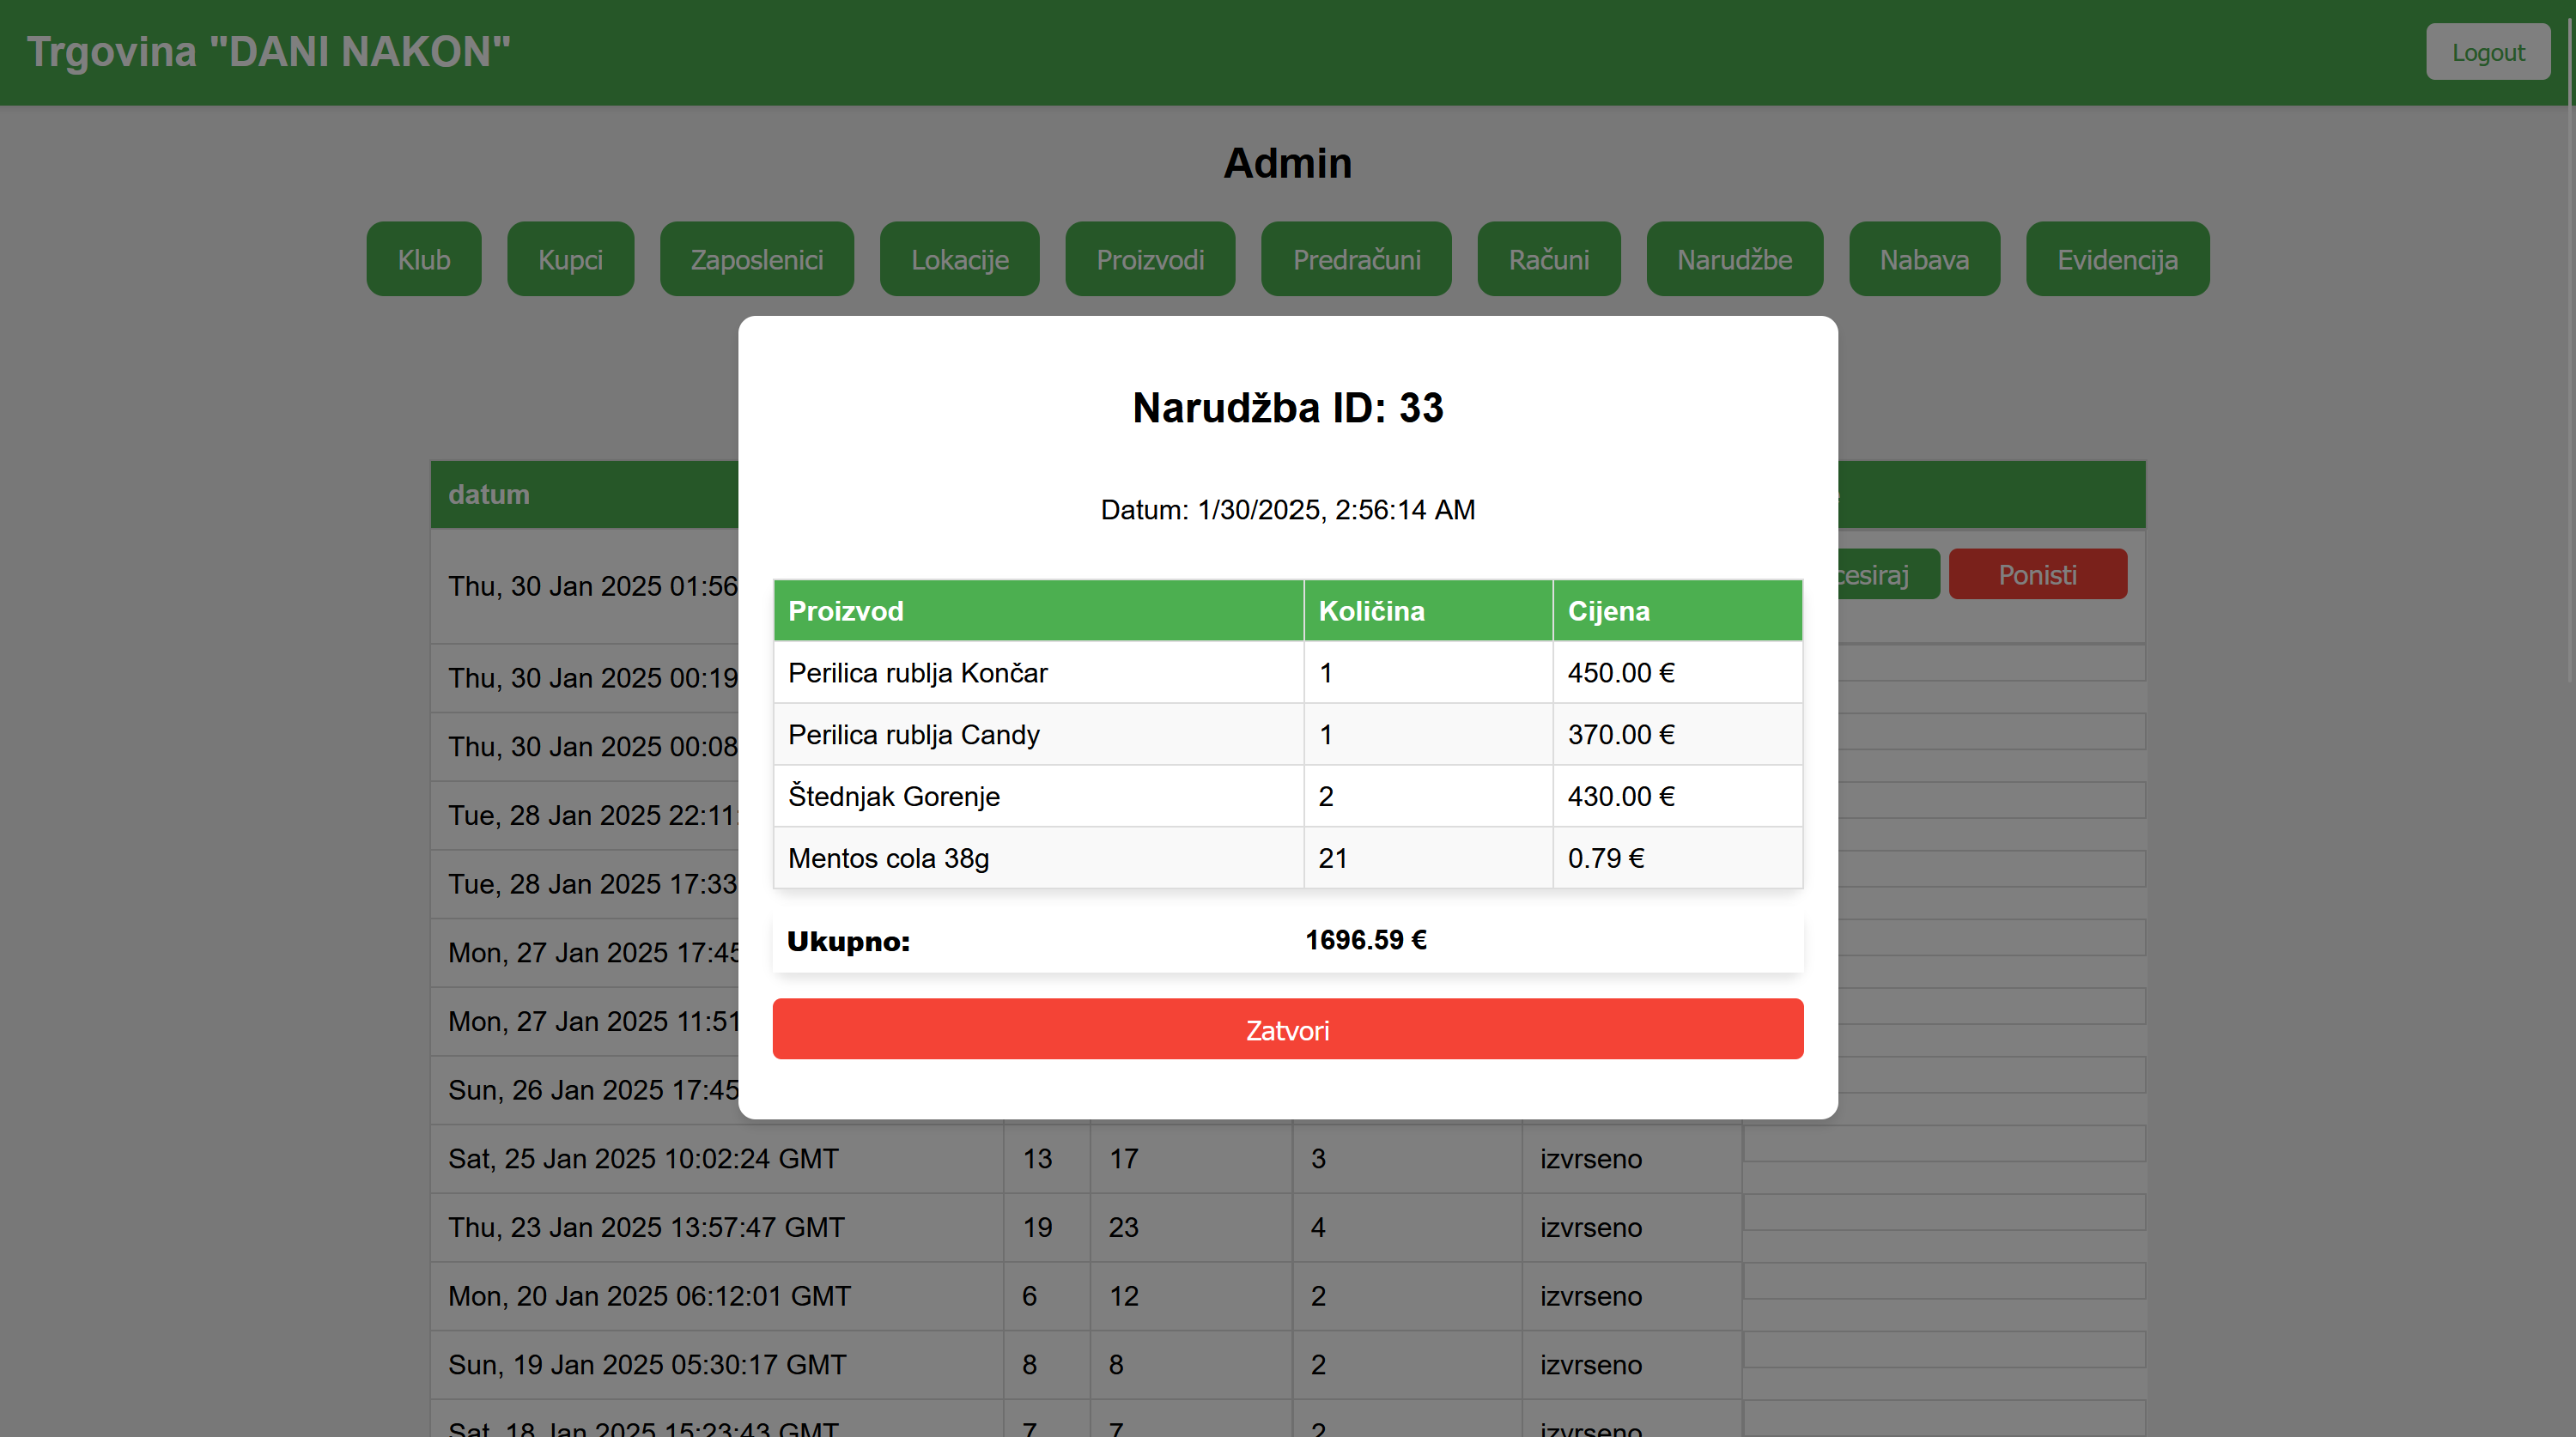 Trgovina "DANI NAKON" Logout
Admin
Klub Kupci Zaposlenici Lokacije Proizvodi Predračuni Računi Narudžbe Nabava Evidencija
Narudžba ID: 33
Datum: 1/30/2025, 2:56:14 AM
Proizvod Količina Cijena
Perilica rublja Končar 1 450.00 €
Perilica rublja Candy 1 370.00 €
Štednjak Gorenje 2 430.00 €
Mentos cola 38g 21 0.79 €
Ukupno: 1696.59 €
Zatvori
datum
Thu, 30 Jan 2025 01:56 cesiraj Ponisti
Thu, 30 Jan 2025 00:19
Thu, 30 Jan 2025 00:08
Tue, 28 Jan 2025 22:11
Tue, 28 Jan 2025 17:33
Mon, 27 Jan 2025 17:45
Mon, 27 Jan 2025 11:51
Sun, 26 Jan 2025 17:45
Sat, 25 Jan 2025 10:02:24 GMT 13 17 3 izvrseno
Thu, 23 Jan 2025 13:57:47 GMT 19 23 4 izvrseno
Mon, 20 Jan 2025 06:12:01 GMT 6 12 2 izvrseno
Sun, 19 Jan 2025 05:30:17 GMT 8 8 2 izvrseno
Sat, 18 Jan 2025 15:23:43 GMT 7 7 2 izvrseno